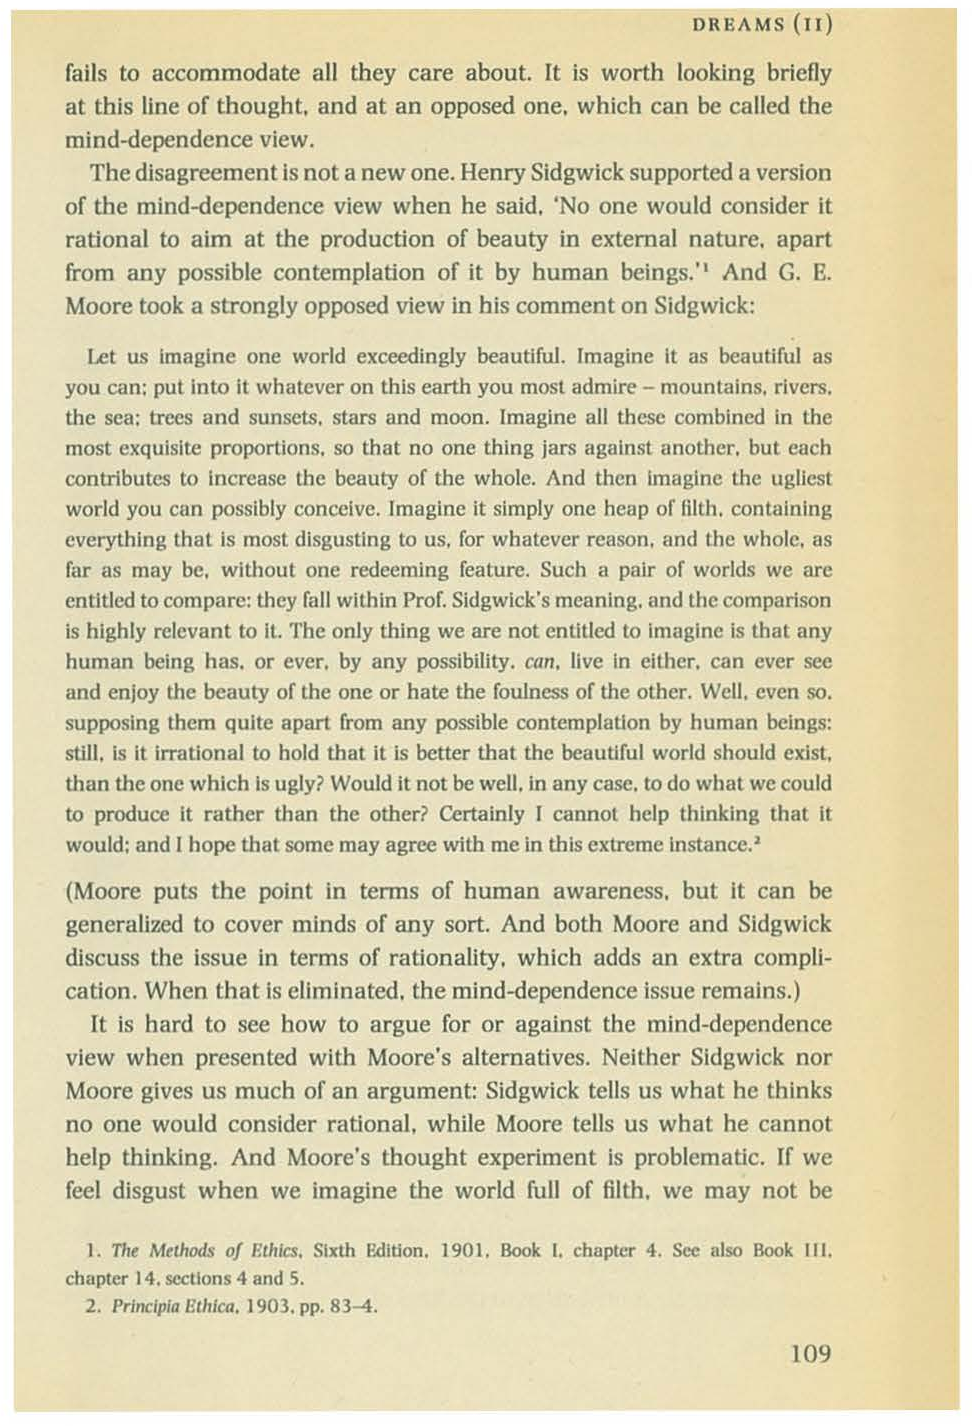 DREAMS (II)
fails to accommodate all they care about. It is worth looking briefly
at this line of thought, and at an opposed one, which can be called the
mind-dependence view.
The disagreement is not a new one. Henry Sidgwick supported a version
of the mind-dependence view when he said, ‘No one would consider it
rational to aim at the production of beauty in external nature, apart
from any possible contemplation of it by human beings.’¹ And G. E.
Moore took a strongly opposed view in his comment on Sidgwick:
Let us imagine one world exceedingly beautiful. Imagine it as beautiful as
you can; put into it whatever on this earth you most admire – mountains, rivers,
the sea; trees and sunsets, stars and moon. Imagine all these combined in the
most exquisite proportions, so that no one thing jars against another, but each
contributes to increase the beauty of the whole. And then imagine the ugliest
world you can possibly conceive. Imagine it simply one heap of filth, containing
everything that is most disgusting to us, for whatever reason, and the whole, as
far as may be, without one redeeming feature. Such a pair of worlds we are
entitled to compare: they fall within Prof. Sidgwick's meaning, and the comparison
is highly relevant to it. The only thing we are not entitled to imagine is that any
human being has, or ever, by any possibility, can, live in either, can ever see
and enjoy the beauty of the one or hate the foulness of the other. Well, even so,
supposing them quite apart from any possible contemplation by human beings:
still, is it irrational to hold that it is better that the beautiful world should exist,
than the one which is ugly? Would it not be well, in any case, to do what we could
to produce it rather than the other? Certainly I cannot help thinking that it
would; and I hope that some may agree with me in this extreme instance.²
(Moore puts the point in terms of human awareness, but it can be
generalized to cover minds of any sort. And both Moore and Sidgwick
discuss the issue in terms of rationality, which adds an extra compli-
cation. When that is eliminated, the mind-dependence issue remains.)
It is hard to see how to argue for or against the mind-dependence
view when presented with Moore's alternatives. Neither Sidgwick nor
Moore gives us much of an argument: Sidgwick tells us what he thinks
no one would consider rational, while Moore tells us what he cannot
help thinking. And Moore's thought experiment is problematic. If we
feel disgust when we imagine the world full of filth, we may not be
1. The Methods of Ethics, Sixth Edition, 1901, Book I, chapter 4. See also Book III,
chapter 14, sections 4 and 5.
2. Principia Ethica, 1903, pp. 83–4.
109